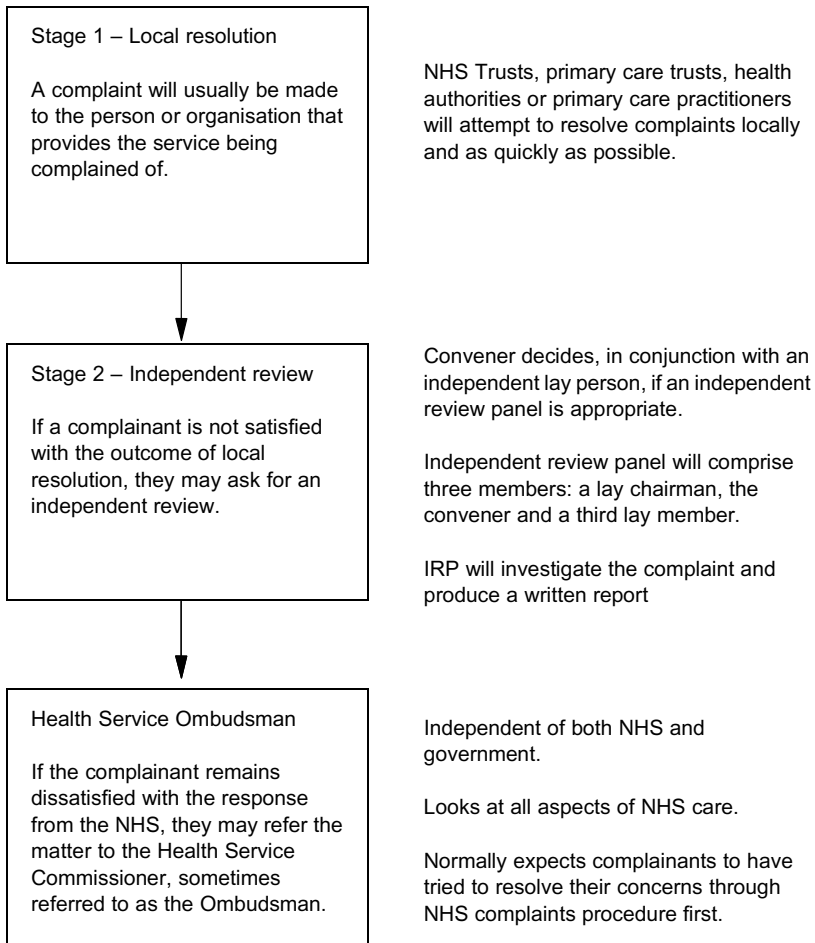 Stage 1 – Local resolution
A complaint will usually be made
to the person or organisation that
provides the service being
complained of.
NHS Trusts, primary care trusts, health
authorities or primary care practitioners
will attempt to resolve complaints locally
and as quickly as possible.
Stage 2 – Independent review
If a complainant is not satisfied
with the outcome of local
resolution, they may ask for an
independent review.
Convener decides, in conjunction with an
independent lay person, if an independent
review panel is appropriate.
Independent review panel will comprise
three members: a lay chairman, the
convener and a third lay member.
IRP will investigate the complaint and
produce a written report
Health Service Ombudsman
If the complainant remains
dissatisfied with the response
from the NHS, they may refer the
matter to the Health Service
Commissioner, sometimes
referred to as the Ombudsman.
Independent of both NHS and
government.
Looks at all aspects of NHS care.
Normally expects complainants to have
tried to resolve their concerns through
NHS complaints procedure first.